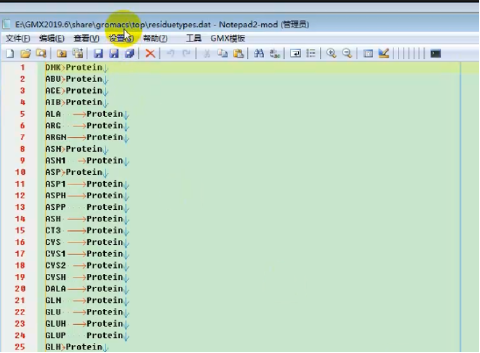 E:\GMX2019.6\share\gromacs\top\residuetypes.dat - Notepad2-mod (管理员)
文件(F) 编辑(E) 查看(V) 设置(S) 帮助(?) 工具 GMX模板
1 DMK Protein
2 ABU Protein
3 ACE Protein
4 AIB Protein
5 ALA Protein
6 ARG Protein
7 ARGN Protein
8 ASN Protein
9 ASN1 Protein
10 ASP Protein
11 ASP1 Protein
12 ASPH Protein
13 ASPP Protein
14 ASH Protein
15 CT3 Protein
16 CYS Protein
17 CYS1 Protein
18 CYS2 Protein
19 CYSH Protein
20 DALA Protein
21 GLN Protein
22 GLU Protein
23 GLUH Protein
24 GLUP Protein
25 GLH Protein